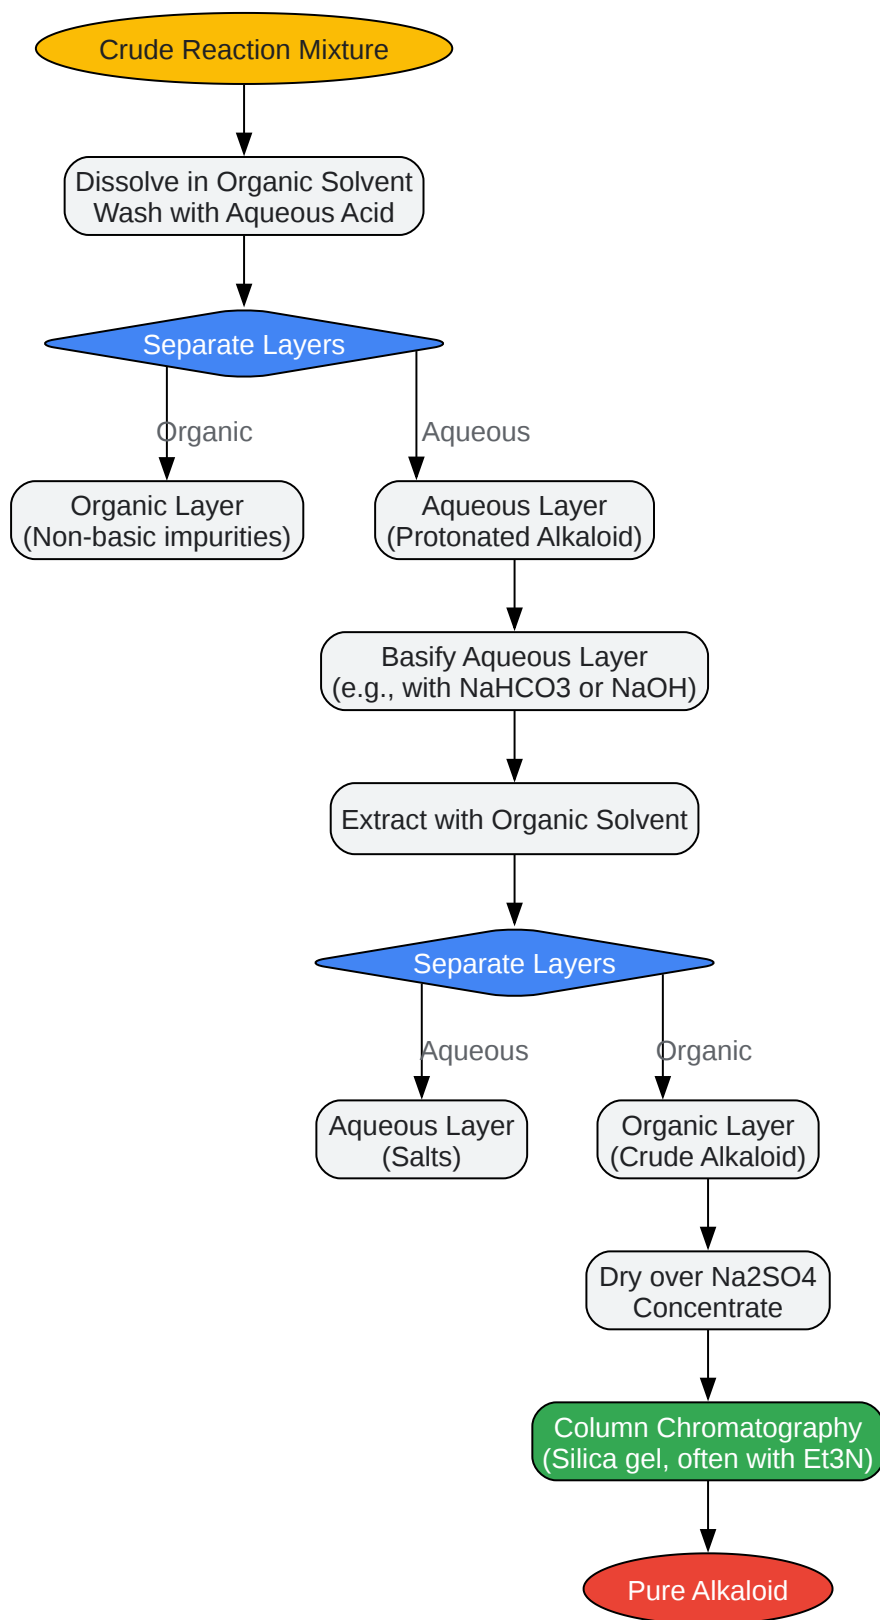 Crude Reaction Mixture
Dissolve in Organic Solvent
Wash with Aqueous Acid
Separate Layers
Organic
Aqueous
Organic Layer
(Non-basic impurities)
Aqueous Layer
(Protonated Alkaloid)
Basify Aqueous Layer
(e.g., with NaHCO3 or NaOH)
Extract with Organic Solvent
Separate Layers
Aqueous
Organic
Aqueous Layer
(Salts)
Organic Layer
(Crude Alkaloid)
Dry over Na2SO4
Concentrate
Column Chromatography
(Silica gel, often with Et3N)
Pure Alkaloid